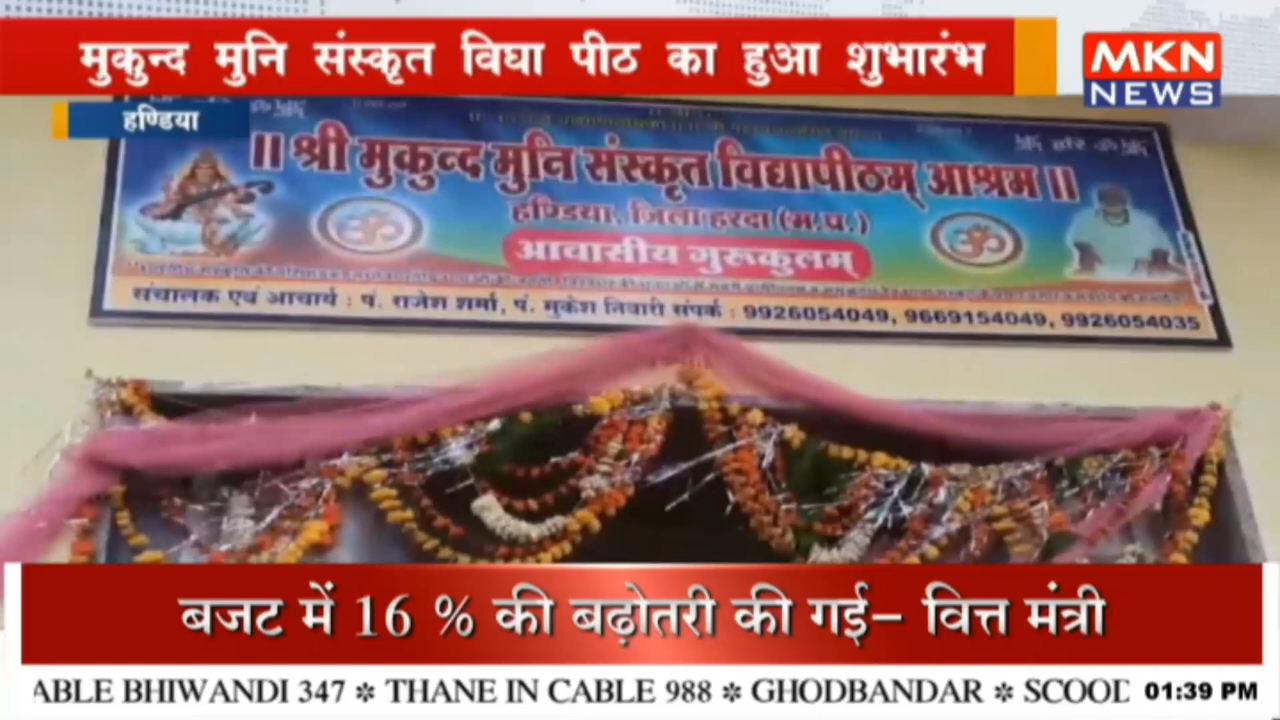 मुकुन्द मुनि संस्कृत विघा पीठ का हुआ शुभारंभ
MKN
NEWS
हण्डिया
॥ श्री मुकुन्द मुनि संस्कृत विद्यापीठम् आश्रम ॥
हण्डिया, जिला हरदा (म.प्र.)
आवासीय गुरूकुलम्
संचालक एवं आचार्य : पं. राजेश शर्मा, पं. मुकेश तिवारी संपर्क : 9926054049, 9669154049, 9926054035
बजट में 16 % की बढ़ोतरी की गई– वित्त मंत्री
ABLE BHIWANDI 347 ✻ THANE IN CABLE 988 ✻ GHODBANDAR ✻ SCOOD 01:39 PM